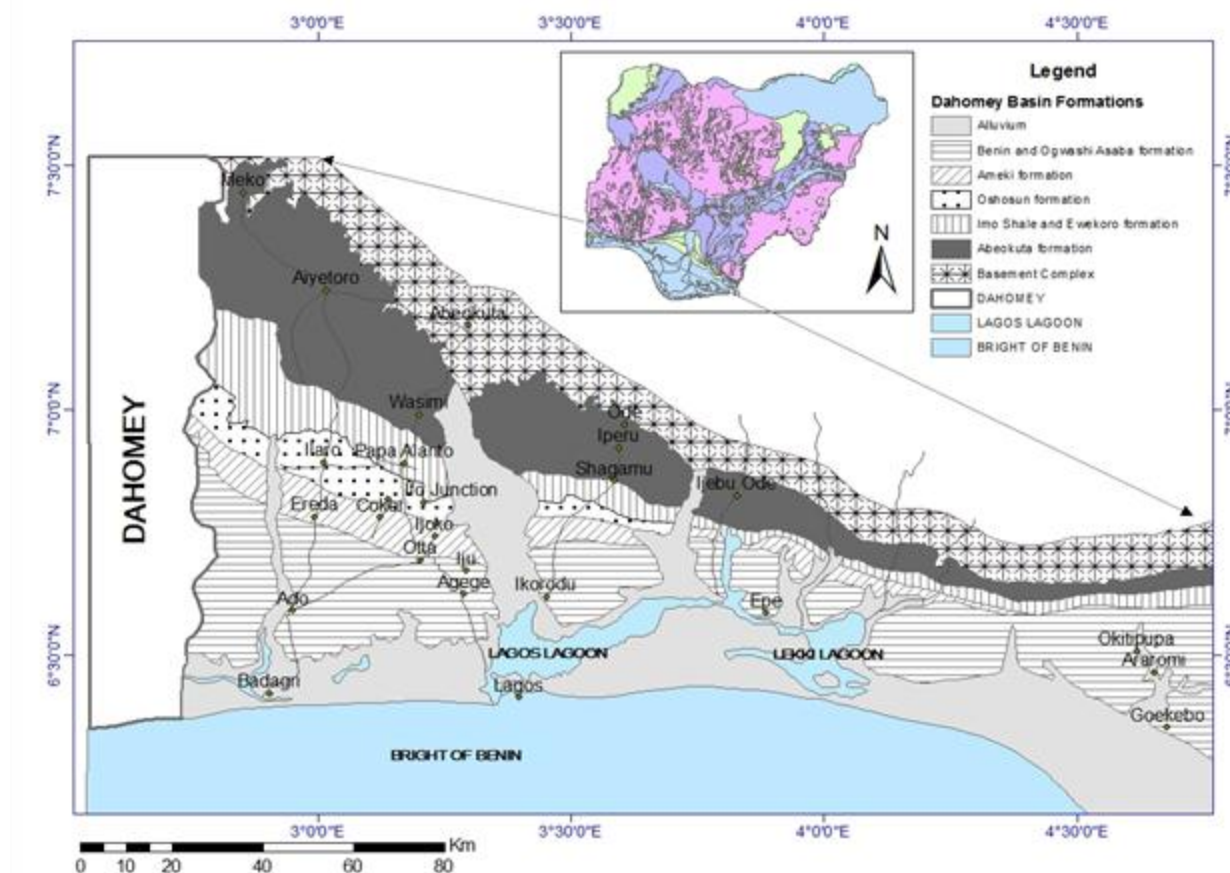 3°0'0"E 3°30'0"E 4°0'0"E 4°30'0"E
7°30'0"N
7°0'0"N
6°30'0"N
Legend
Dahomey Basin Formations
Alluvium
Benin and Ogwashi Asaba formation
Ameki formation
Oshosun formation
Imo Shale and Ewekoro formation
Abeokuta formation
Basement Complex
DAHOMEY
LAGOS LAGOON
BRIGHT OF BENIN
N
Meko
Aiyetoro
Abeokuta
DAHOMEY
Wasimi
Ode
Iperu
Shagamu
Ilaro Papa Alanto
Ijebu Ode
Junction
Ereda
Ijoko
Otta
Iju
Agege
Ikorodu
Ado
Epe
Okitipupa
LAGOS LAGOON
LEKKI LAGOON
Araromi
Badagri
Lagos
Goekebo
BRIGHT OF BENIN
3°0'0"E 3°30'0"E 4°0'0"E 4°30'0"E
Km
0 10 20 40 60 80